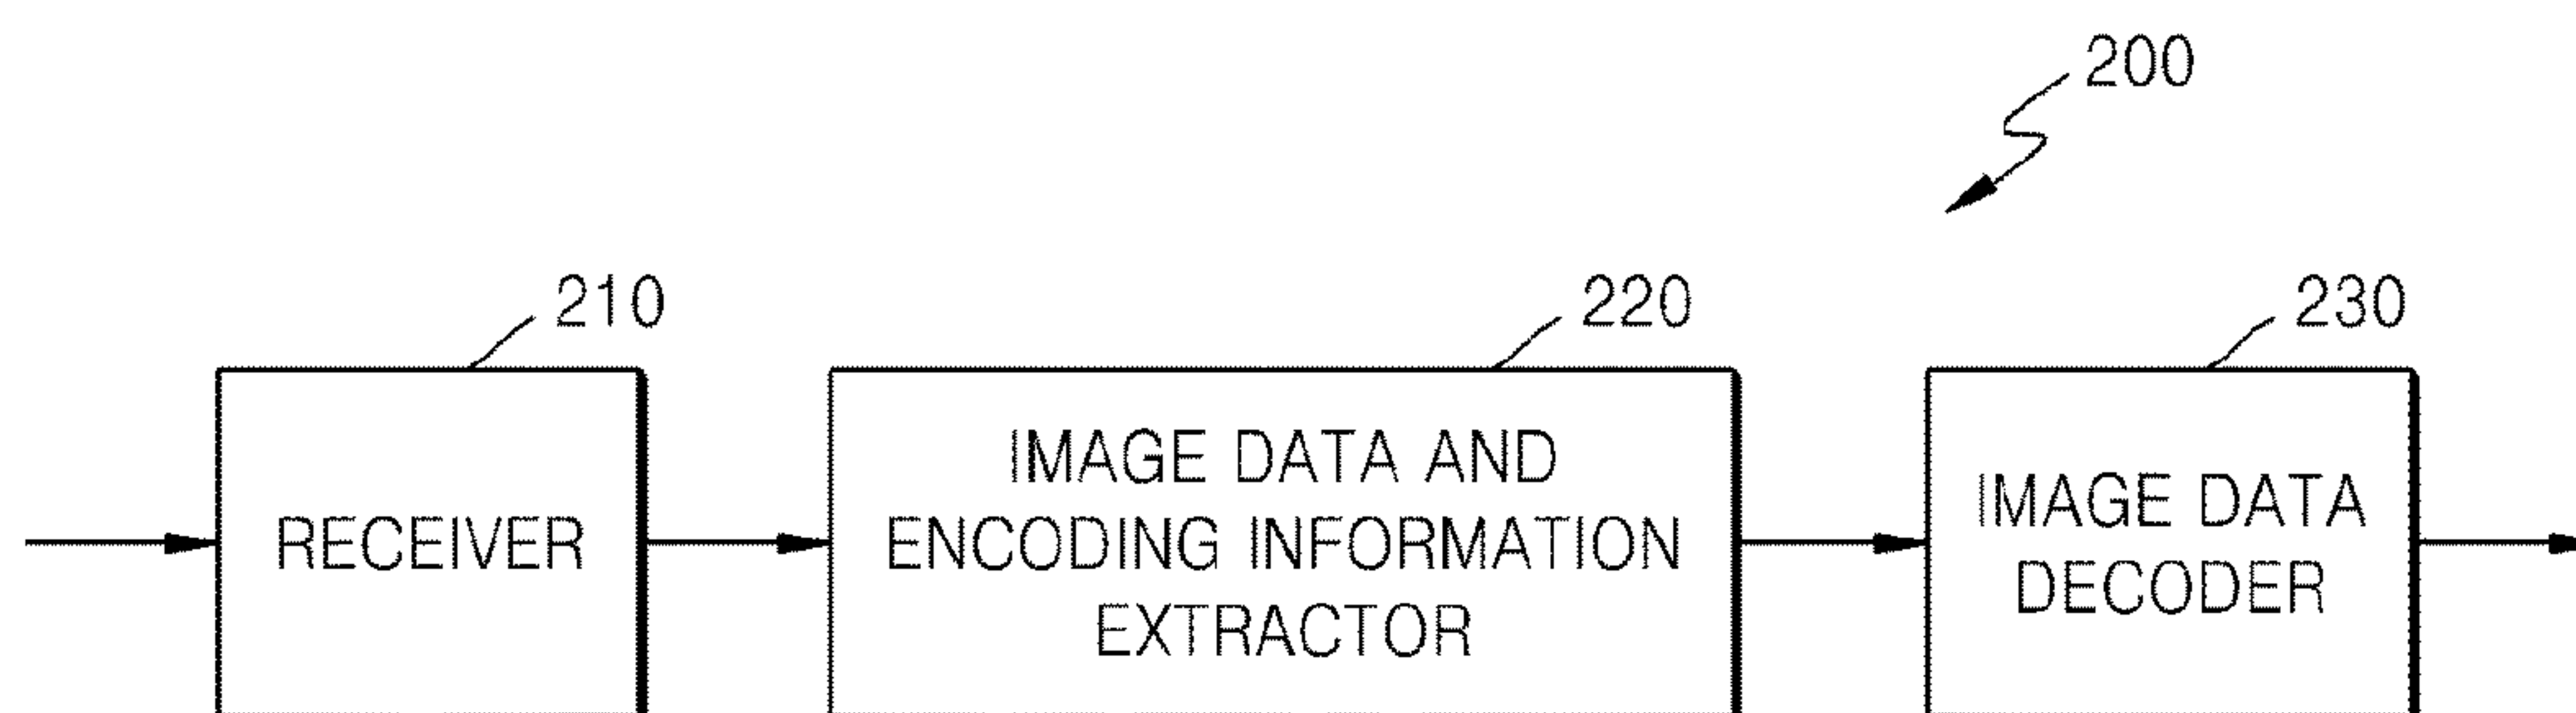 200
210
220
230
RECEIVER
IMAGE DATA AND
ENCODING INFORMATION
EXTRACTOR
IMAGE DATA
DECODER